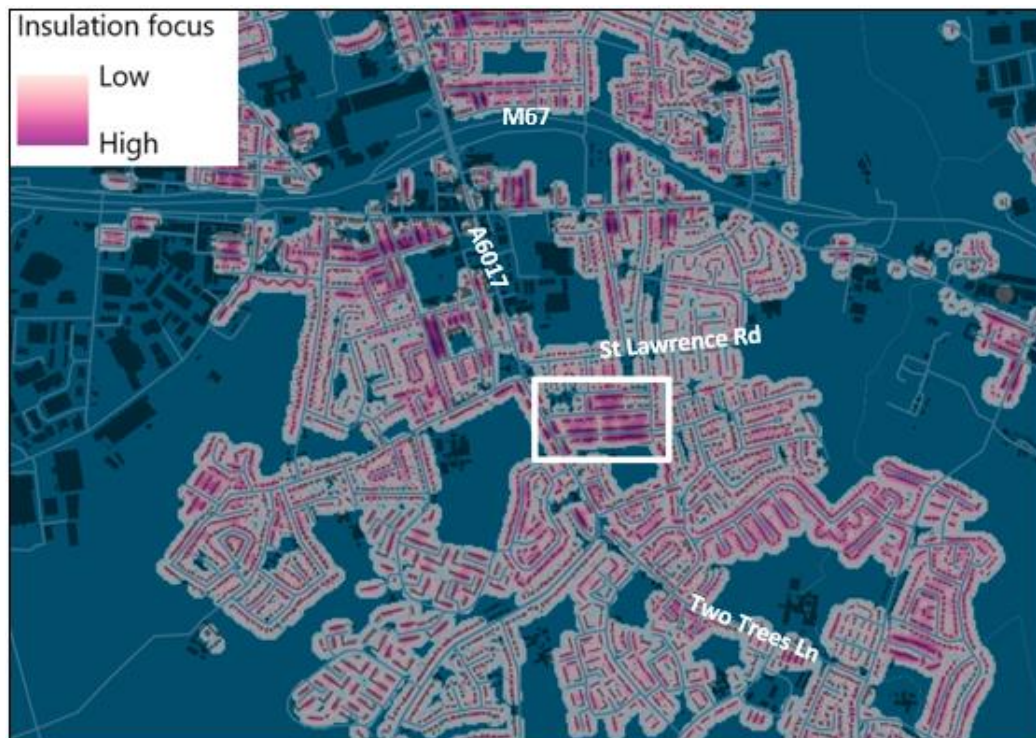 Insulation focus
Low
High
M67
A6017
St Lawrence Rd
Two Trees Ln